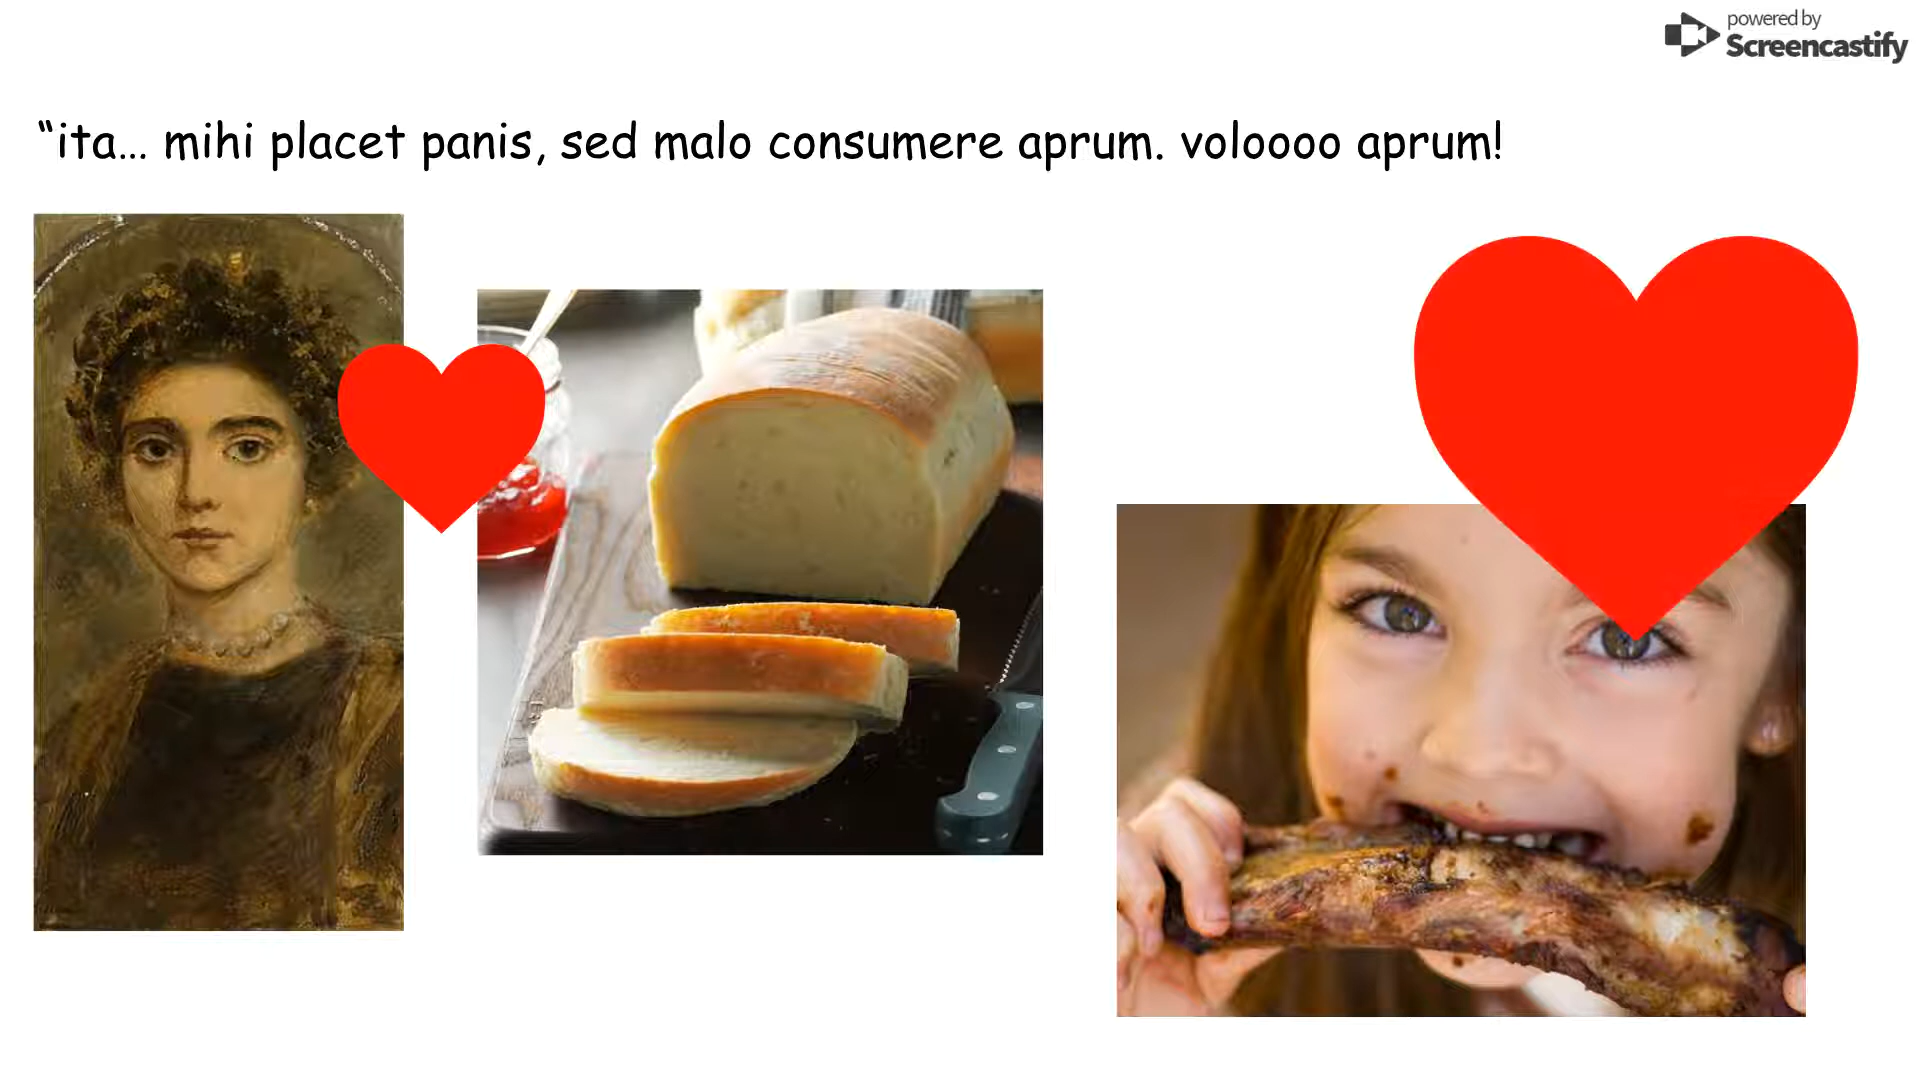 powered by
Screencastify
“ita... mihi placet panis, sed malo consumere aprum. voloooo aprum!